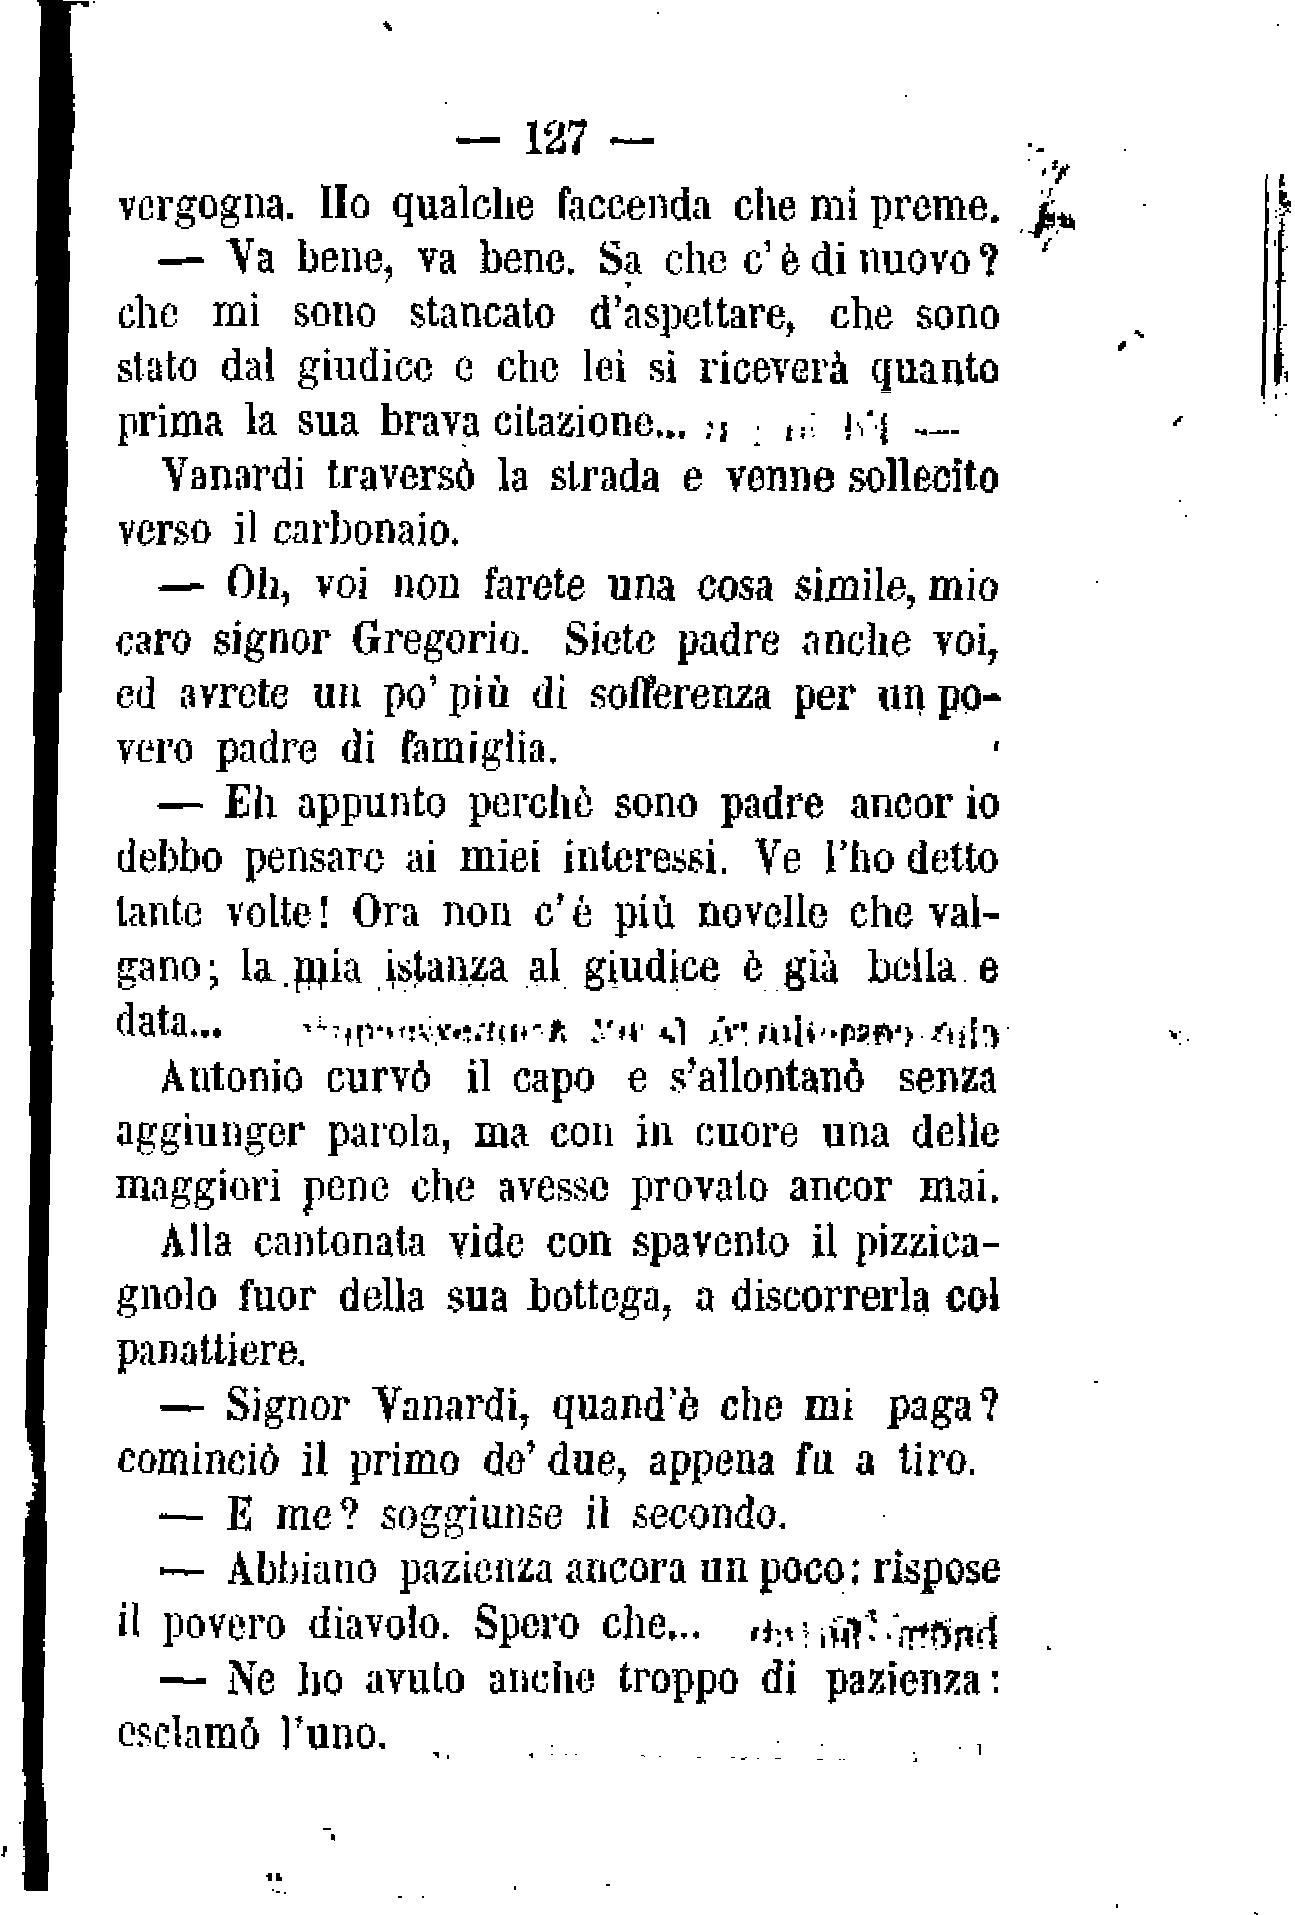 — 127 —
vergogna. Ho qualche faccenda che mi preme.
— Va bene, va bene. Sa che c'è di nuovo?
che mi sono stancato d'aspettare, che sono
stato dal giudice e che lei si riceverà quanto
prima la sua brava citazione...
Vanardi traversò la strada e venne sollecito
verso il carbonaio.
— Oh, voi non farete una cosa simile, mio
caro signor Gregorio. Siete padre anche voi,
ed avrete un po' più di sofferenza per un po-
vero padre di famiglia.
— Eh appunto perchè sono padre ancor io
debbo pensare ai miei interessi. Ve l'ho detto
tante volte! Ora non c'è più novelle che val-
gano; la mia istanza al giudice è già bella e
data...
Antonio curvò il capo e s'allontanò senza
aggiunger parola, ma con in cuore una delle
maggiori pene che avesse provato ancor mai.
Alla cantonata vide con spavento il pizzica-
gnolo fuor della sua bottega, a discorrerla col
panattiere.
— Signor Vanardi, quand'è che mi paga?
cominciò il primo de' due, appena fu a tiro.
— E me? soggiunse il secondo.
— Abbiano pazienza ancora un poco: rispose
il povero diavolo. Spero che...
— Ne ho avuto anche troppo di pazienza:
esclamò l'uno.